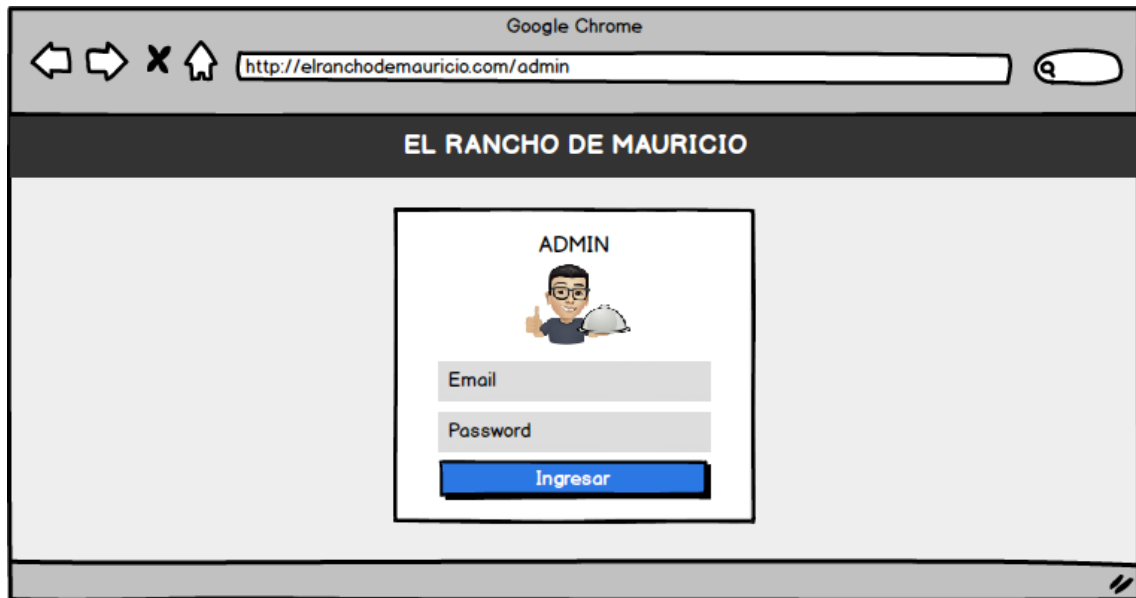 Google Chrome
http://elranchodemauricio.com/admin
EL RANCHO DE MAURICIO
ADMIN
Email
Password
Ingresar